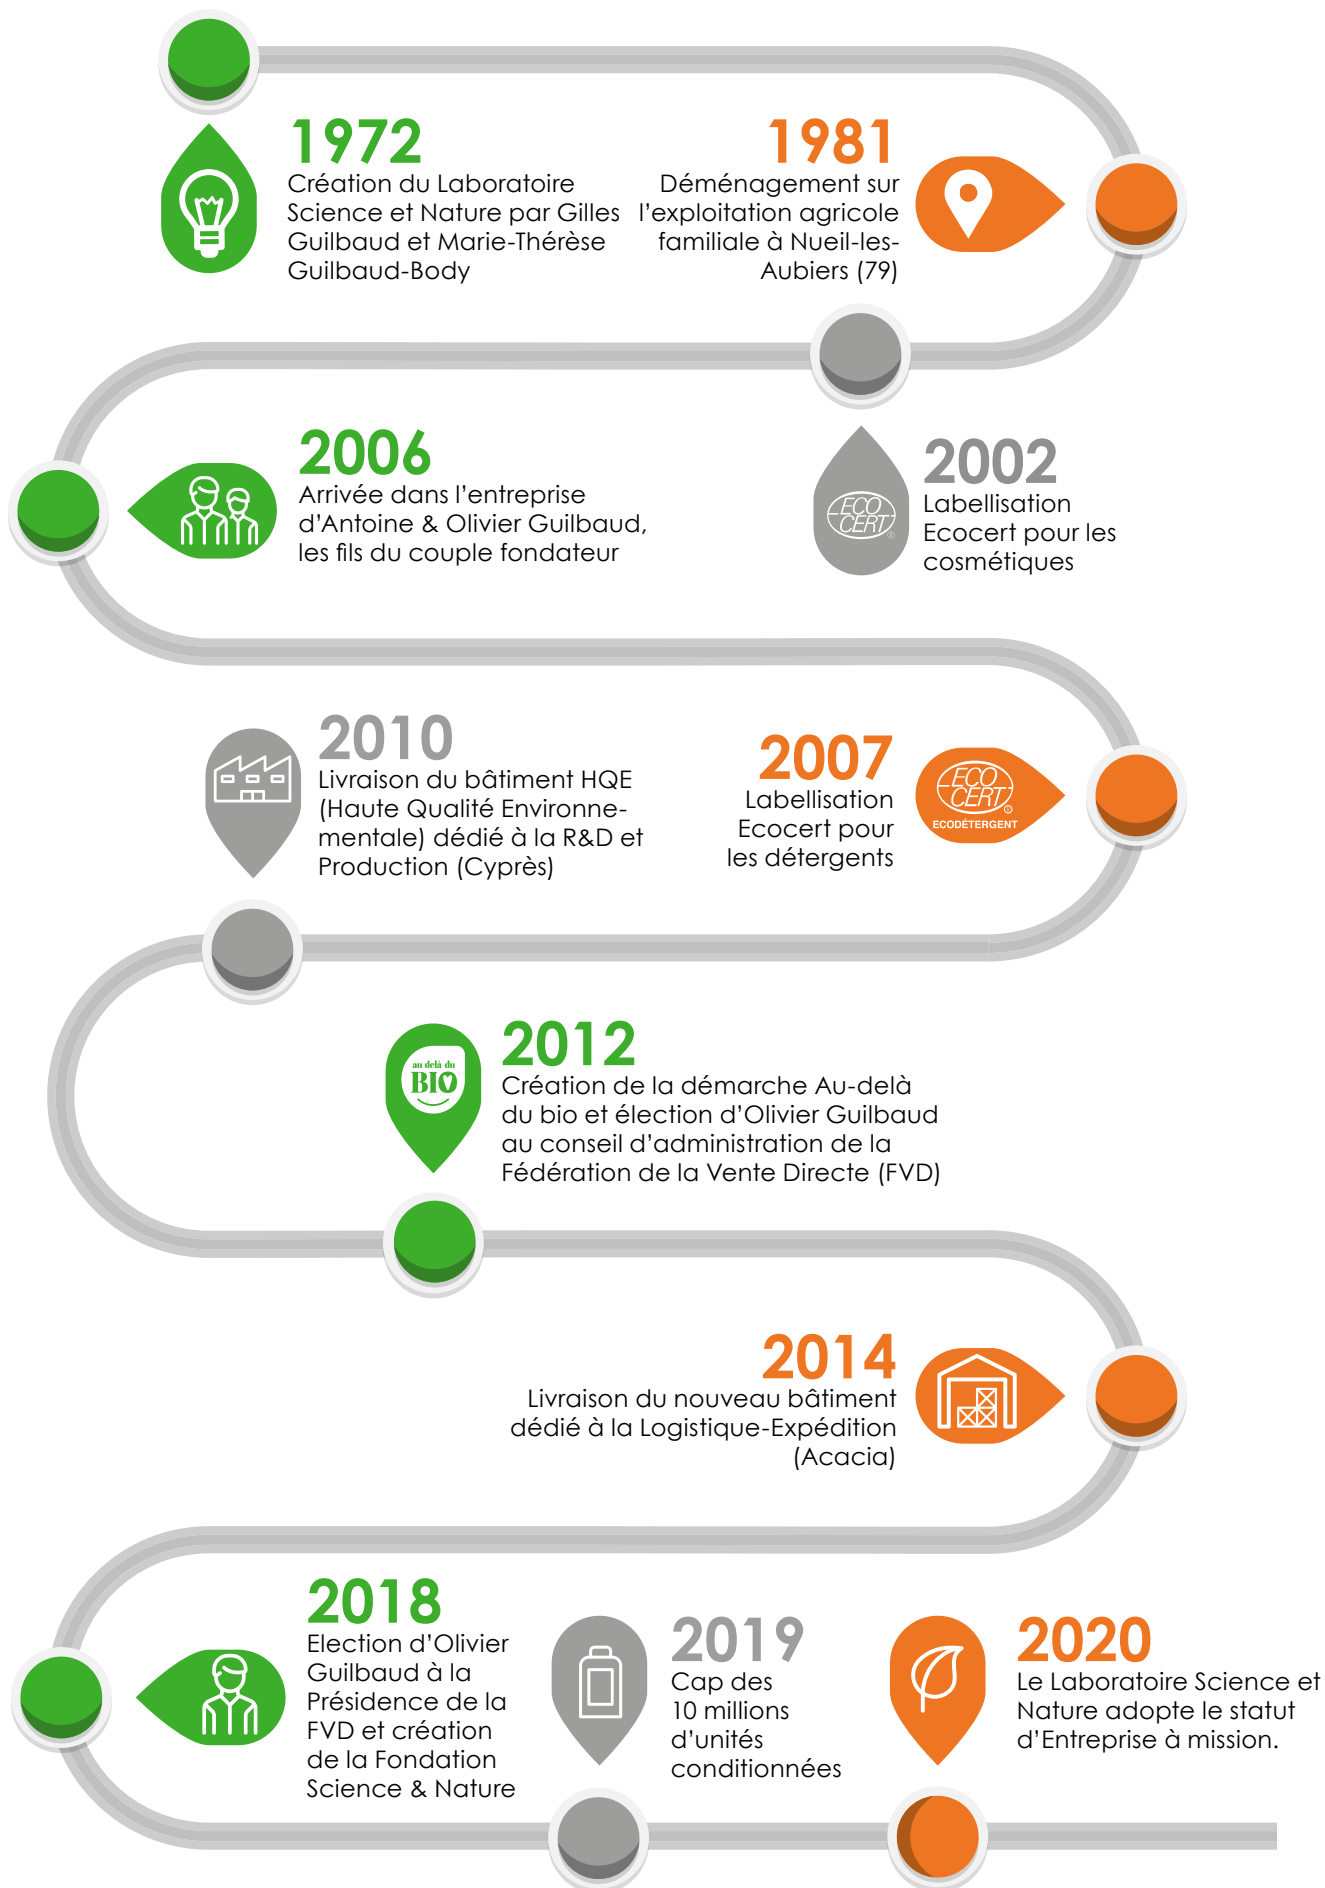 1972
Création du Laboratoire
Science et Nature par Gilles
Guilbaud et Marie-Thérèse
Guilbaud-Body
1981
Déménagement sur
l'exploitation agricole
familiale à Nueil-les-
Aubiers (79)
2002
Labellisation
Ecocert pour les
cosmétiques
ECO
CERT
®
2006
Arrivée dans l'entreprise
d'Antoine & Olivier Guilbaud,
les fils du couple fondateur
2007
Labellisation
Ecocert pour
les détergents
ECO
CERT
®
ECODÉTERGENT
2010
Livraison du bâtiment HQE
(Haute Qualité Environne-
mentale) dédié à la R&D et
Production (Cyprès)
au delà du
BIO
2012
Création de la démarche Au-delà
du bio et élection d'Olivier Guilbaud
au conseil d'administration de la
Fédération de la Vente Directe (FVD)
2014
Livraison du nouveau bâtiment
dédié à la Logistique-Expédition
(Acacia)
2018
Election d'Olivier
Guilbaud à la
Présidence de la
FVD et création
de la Fondation
Science & Nature
2019
Cap des
10 millions
d'unités
conditionnées
2020
Le Laboratoire Science et
Nature adopte le statut
d'Entreprise à mission.